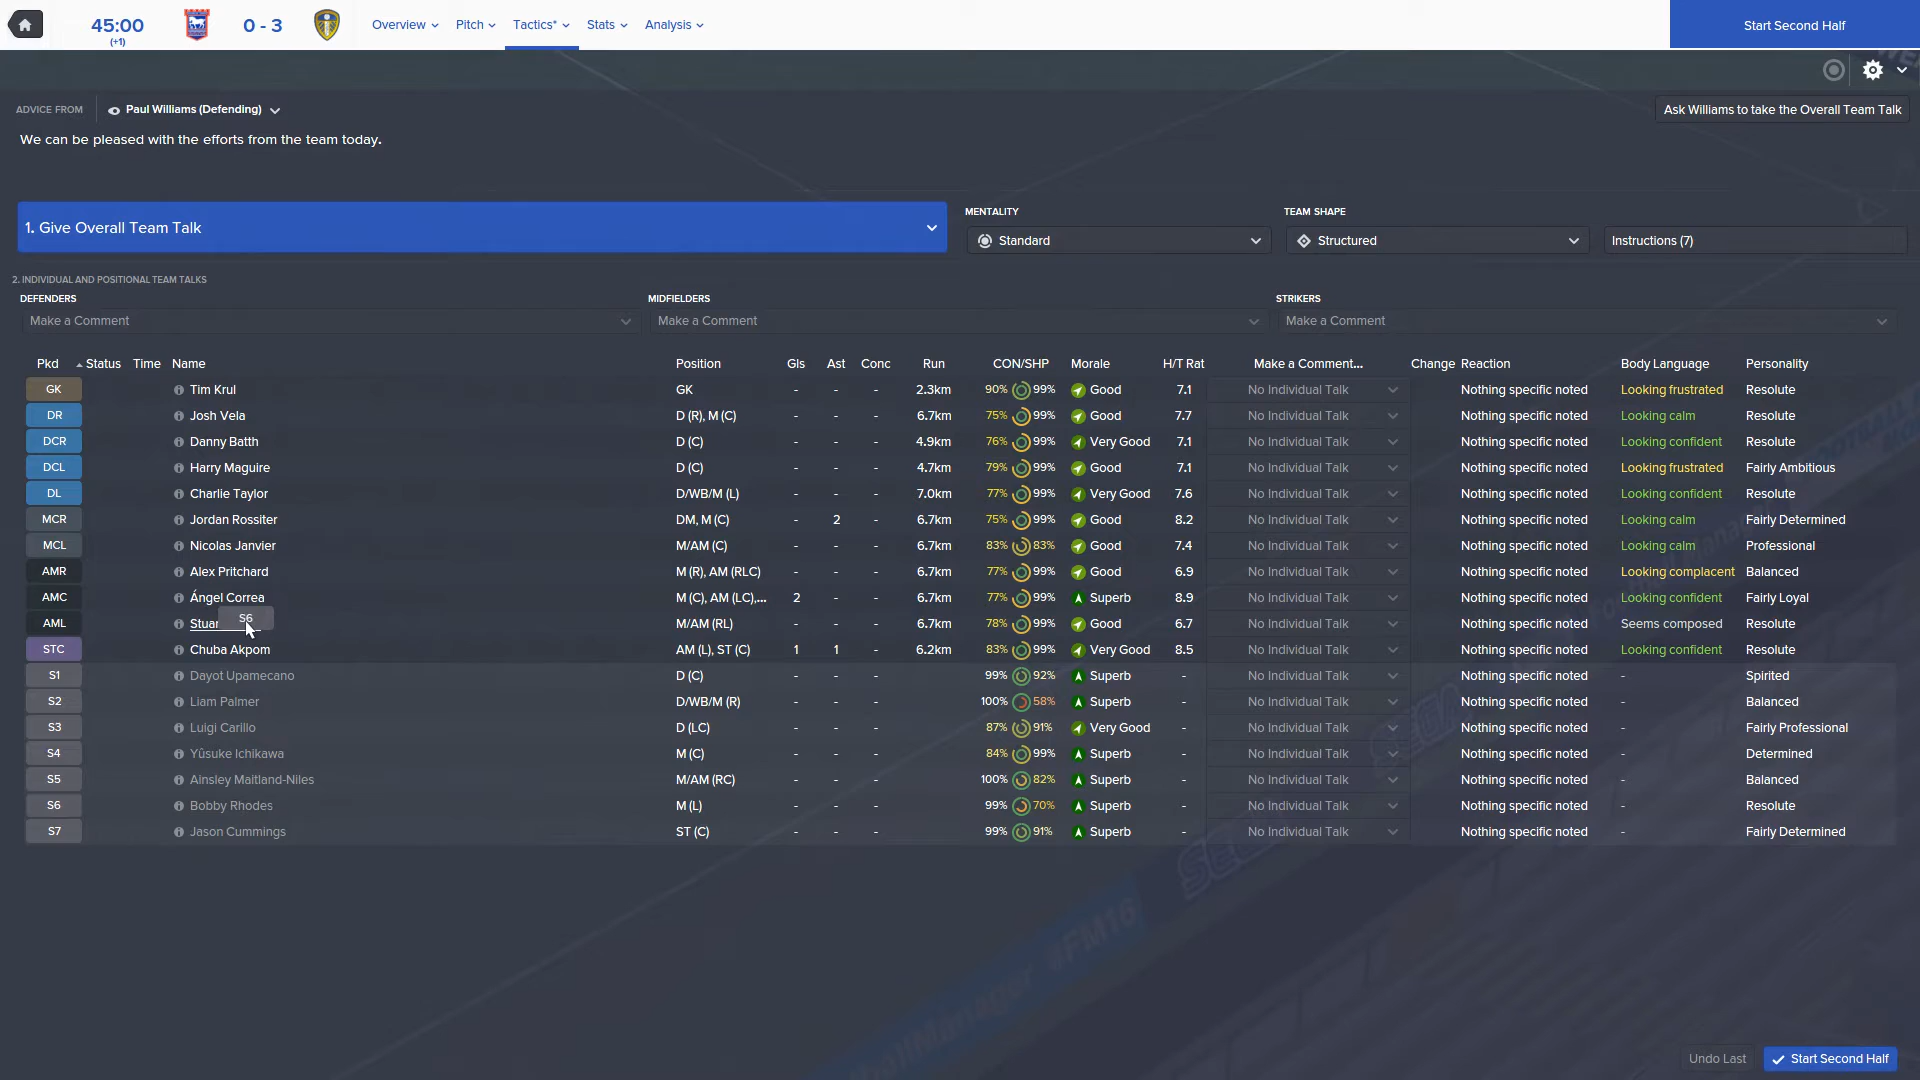 45:00 (+1) 0 - 3 Overview Pitch Tactics* Stats Analysis Start Second Half
ADVICE FROM Paul Williams (Defending) Ask Williams to take the Overall Team Talk
We can be pleased with the efforts from the team today.
MENTALITY TEAM SHAPE
1. Give Overall Team Talk Standard Structured Instructions (7)
2. INDIVIDUAL AND POSITIONAL TEAM TALKS
DEFENDERS MIDFIELDERS STRIKERS
Make a Comment Make a Comment Make a Comment
Pkd Status Time Name Position Gls Ast Conc Run CON/SHP Morale H/T Rat Make a Comment... Change Reaction Body Language Personality
GK Tim Krul GK - - - 2.3km 90% 99% Good 7.1 No Individual Talk Nothing specific noted Looking frustrated Resolute
DR Josh Vela D (R), M (C) - - - 6.7km 75% 99% Good 7.7 No Individual Talk Nothing specific noted Looking calm Resolute
DCR Danny Batth D (C) - - - 4.9km 76% 99% Very Good 7.1 No Individual Talk Nothing specific noted Looking confident Resolute
DCL Harry Maguire D (C) - - - 4.7km 79% 99% Good 7.1 No Individual Talk Nothing specific noted Looking frustrated Fairly Ambitious
DL Charlie Taylor D/WB/M (L) - - - 7.0km 77% 99% Very Good 7.6 No Individual Talk Nothing specific noted Looking confident Resolute
MCR Jordan Rossiter DM, M (C) - 2 - 6.7km 75% 99% Good 8.2 No Individual Talk Nothing specific noted Looking calm Fairly Determined
MCL Nicolas Janvier M/AM (C) - - - 6.7km 83% 83% Good 7.4 No Individual Talk Nothing specific noted Looking calm Professional
AMR Alex Pritchard M (R), AM (RLC) - - - 6.7km 77% 99% Good 6.9 No Individual Talk Nothing specific noted Looking complacent Balanced
AMC Ángel Correa M (C), AM (LC),... 2 - - 6.7km 77% 99% Superb 8.9 No Individual Talk Nothing specific noted Looking confident Fairly Loyal
AML Stuar S6 M/AM (RL) - - - 6.7km 78% 99% Good 6.7 No Individual Talk Nothing specific noted Seems composed Resolute
STC Chuba Akpom AM (L), ST (C) 1 1 - 6.2km 83% 99% Very Good 8.5 No Individual Talk Nothing specific noted Looking confident Resolute
S1 Dayot Upamecano D (C) - - - 99% 92% Superb - No Individual Talk Nothing specific noted - Spirited
S2 Liam Palmer D/WB/M (R) - - - 100% 58% Superb - No Individual Talk Nothing specific noted - Balanced
S3 Luigi Carillo D (LC) - - - 87% 91% Very Good - No Individual Talk Nothing specific noted - Fairly Professional
S4 Yûsuke Ichikawa M (C) - - - 84% 99% Superb - No Individual Talk Nothing specific noted - Determined
S5 Ainsley Maitland-Niles M/AM (RC) - - - 100% 82% Superb - No Individual Talk Nothing specific noted - Balanced
S6 Bobby Rhodes M (L) - - - 99% 70% Superb - No Individual Talk Nothing specific noted - Resolute
S7 Jason Cummings ST (C) - - - 99% 91% Superb - No Individual Talk Nothing specific noted - Fairly Determined
SEGA
#FM16
Undo Last Start Second Half